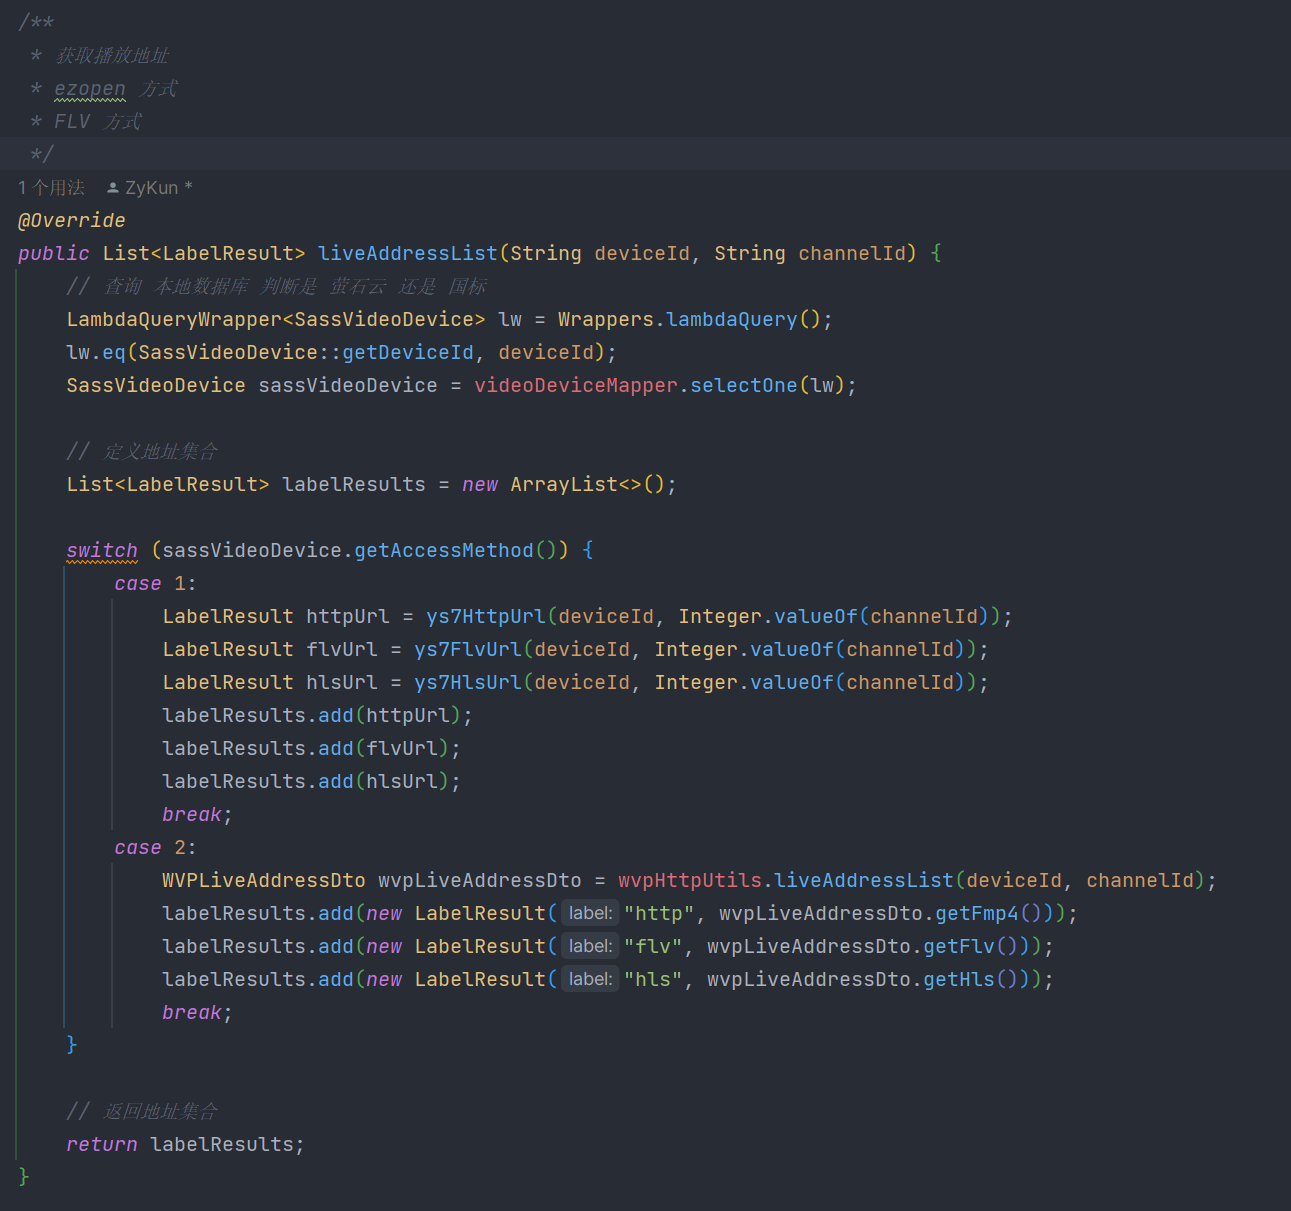 /**
 * 获取播放地址
 * ezopen 方式
 * FLV 方式
 */
1 个用法 ZyKun *
@Override
public List<LabelResult> liveAddressList(String deviceId, String channelId) {
    // 查询 本地数据库 判断是 萤石云 还是 国标
    LambdaQueryWrapper<SassVideoDevice> lw = Wrappers.lambdaQuery();
    lw.eq(SassVideoDevice::getDeviceId, deviceId);
    SassVideoDevice sassVideoDevice = videoDeviceMapper.selectOne(lw);

    // 定义地址集合
    List<LabelResult> labelResults = new ArrayList<>();

    switch (sassVideoDevice.getAccessMethod()) {
        case 1:
            LabelResult httpUrl = ys7HttpUrl(deviceId, Integer.valueOf(channelId));
            LabelResult flvUrl = ys7FlvUrl(deviceId, Integer.valueOf(channelId));
            LabelResult hlsUrl = ys7HlsUrl(deviceId, Integer.valueOf(channelId));
            labelResults.add(httpUrl);
            labelResults.add(flvUrl);
            labelResults.add(hlsUrl);
            break;
        case 2:
            WVPLiveAddressDto wvpLiveAddressDto = wvpHttpUtils.liveAddressList(deviceId, channelId);
            labelResults.add(new LabelResult( label: "http", wvpLiveAddressDto.getFmp4()));
            labelResults.add(new LabelResult( label: "flv", wvpLiveAddressDto.getFlv()));
            labelResults.add(new LabelResult( label: "hls", wvpLiveAddressDto.getHls()));
            break;
    }

    // 返回地址集合
    return labelResults;
}